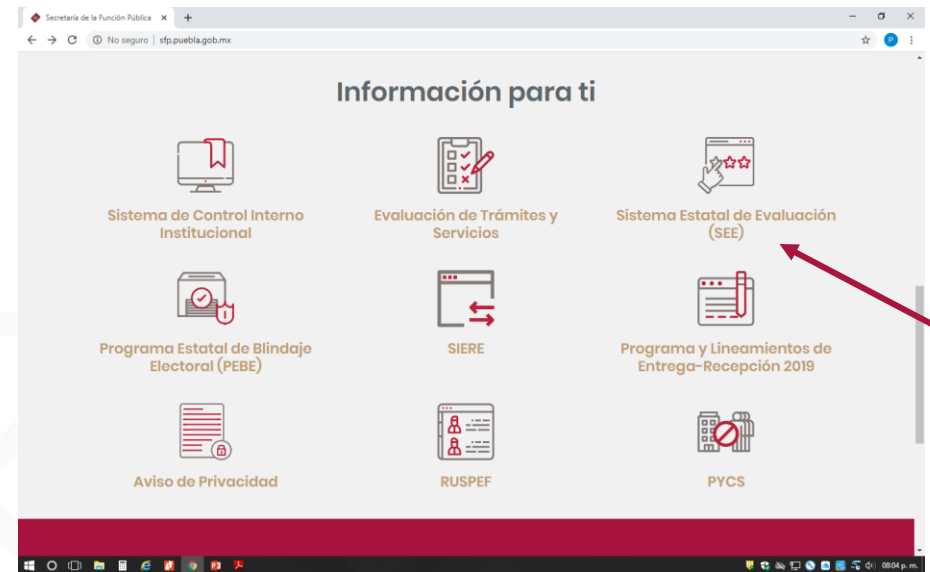 Secretaría de la Función Pública
No seguro | sfp.puebla.gob.mx
P
Información para ti
Sistema de Control Interno
Institucional
Evaluación de Trámites y
Servicios
Sistema Estatal de Evaluación
(SEE)
Programa Estatal de Blindaje
Electoral (PEBE)
SIERE
Programa y Lineamientos de
Entrega-Recepción 2019
Aviso de Privacidad
RUSPEF
PYCS
08:04 p. m.